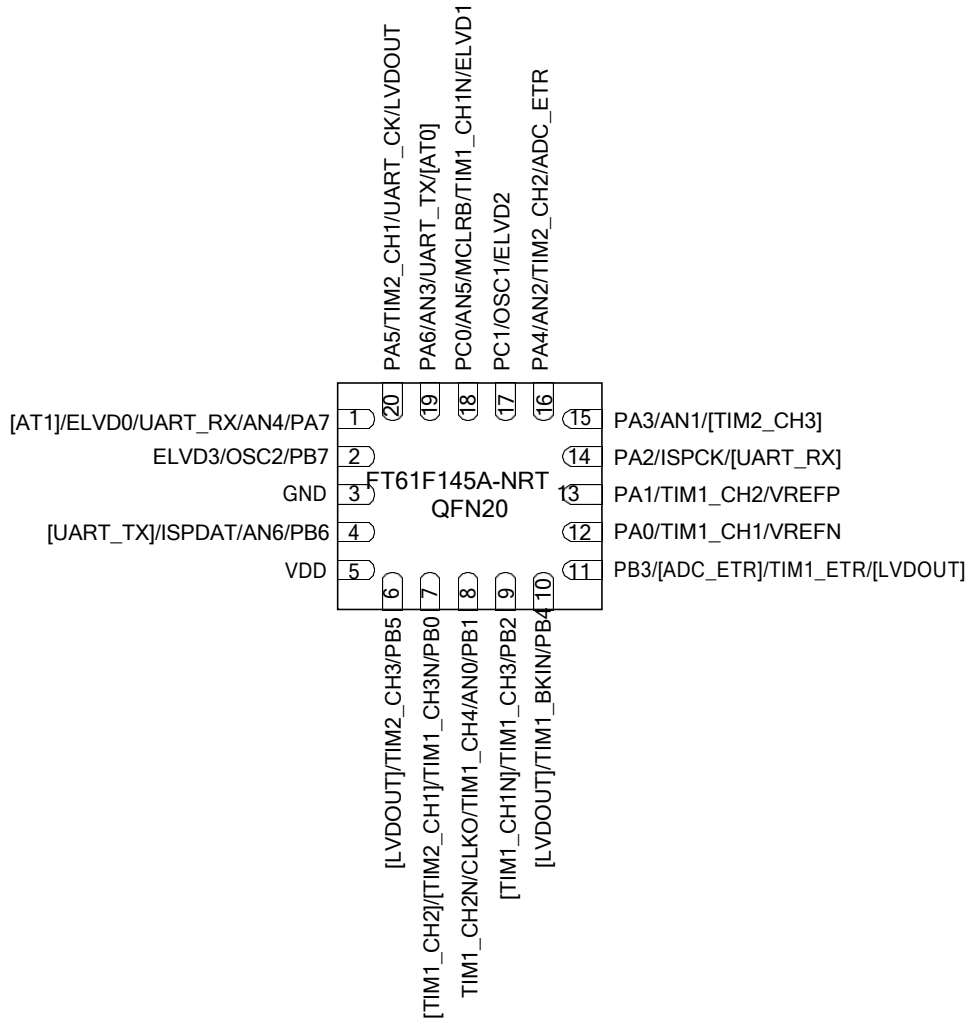 PA5/TIM2_CH1/UART_CK/LVDOUT
PA6/AN3/UART_TX/[AT0]
PC0/AN5/MCLRB/TIM1_CH1N/ELVD1
PC1/OSC1/ELVD2
PA4/AN2/TIM2_CH2/ADC_ETR
20
19
18
17
16
[AT1]/ELVD0/UART_RX/AN4/PA7
1
15
PA3/AN1/[TIM2_CH3]
ELVD3/OSC2/PB7
2
14
PA2/ISPCK/[UART_RX]
FT61F145A-NRT
QFN20
GND
3
13
PA1/TIM1_CH2/VREFP
[UART_TX]/ISPDAT/AN6/PB6
4
12
PA0/TIM1_CH1/VREFN
VDD
5
11
PB3/[ADC_ETR]/TIM1_ETR/[LVDOUT]
6
7
8
9
10
[LVDOUT]/TIM2_CH3/PB5
[TIM1_CH2]/[TIM2_CH1]/TIM1_CH3N/PB0
TIM1_CH2N/CLKO/TIM1_CH4/AN0/PB1
[TIM1_CH1N]/TIM1_CH3/PB2
[LVDOUT]/TIM1_BKIN/PB4